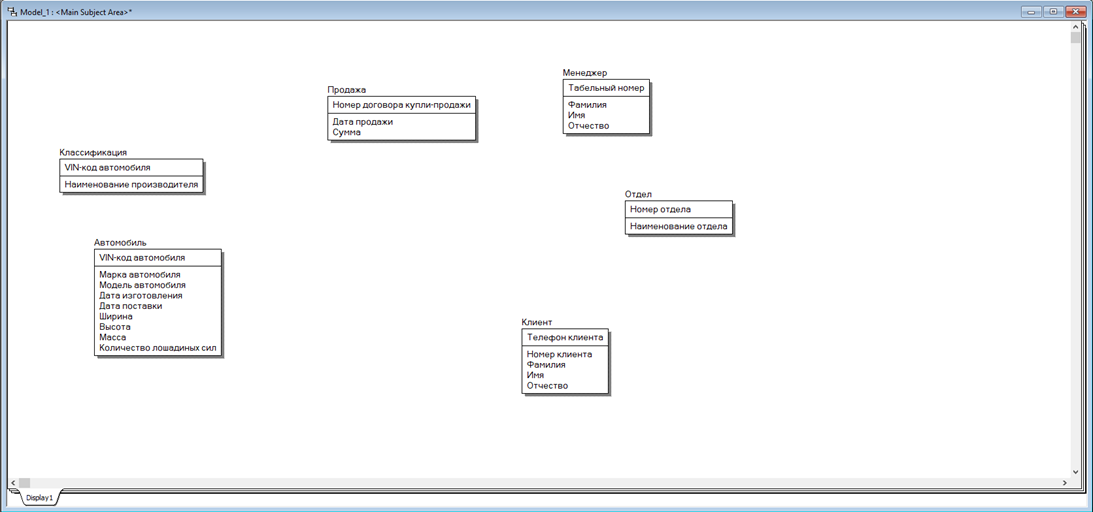 Model_1 : <Main Subject Area>*
Менеджер
Табельный номер
Фамилия
Имя
Отчество
Продажа
Номер договора купли-продажи
Дата продажи
Сумма
Классификация
VIN-код автомобиля
Наименование производителя
Отдел
Номер отдела
Наименование отдела
Автомобиль
VIN-код автомобиля
Марка автомобиля
Модель автомобиля
Дата изготовления
Дата поставки
Ширина
Высота
Масса
Количество лошадиных сил
Клиент
Телефон клиента
Номер клиента
Фамилия
Имя
Отчество
Display1